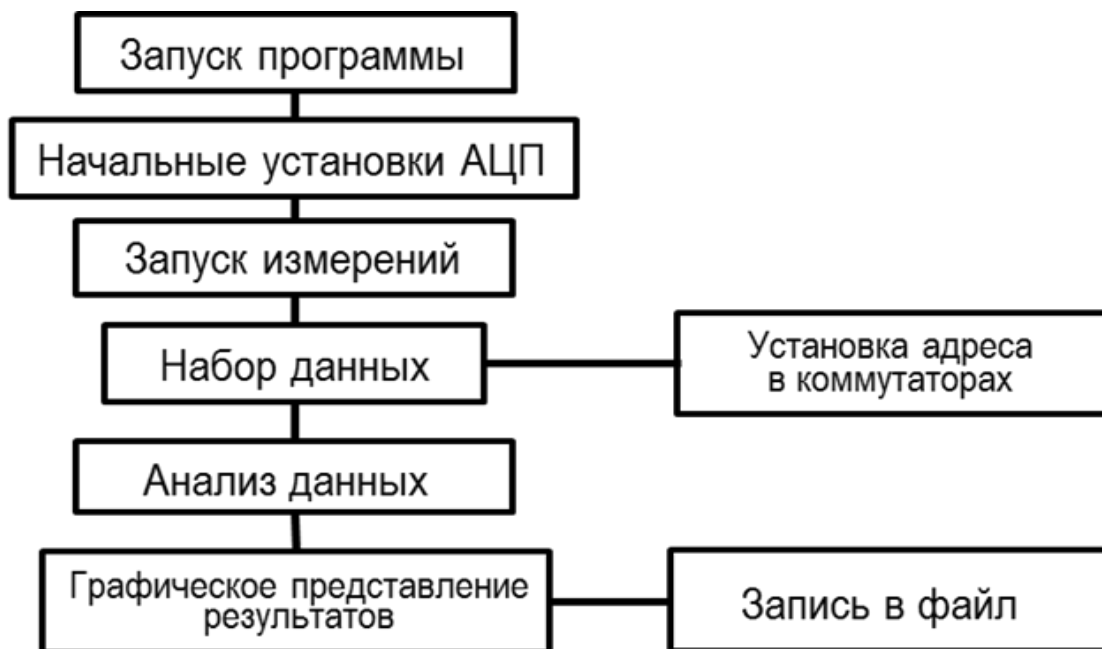 Запуск программы
Начальные установки АЦП
Запуск измерений
Набор данных
Установка адреса
в коммутаторах
Анализ данных
Графическое представление
результатов
Запись в файл